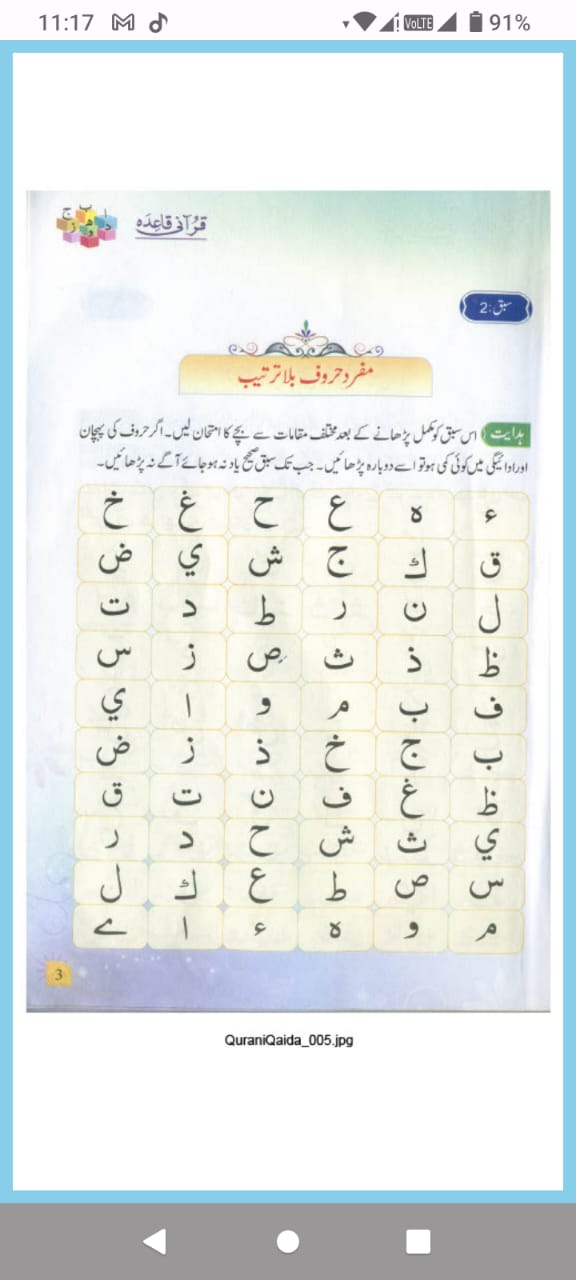 11:17
VoLTE
91%
ا ب ج
د ه و ز
قرآنی قاعِدَہ
سبق: 2
مفرد حروف بلا ترتیب
ہدایت اس سبق کو مکمل پڑھانے کے بعد مختلف مقامات سے بچے کا امتحان لیں۔ اگر حروف کی پہچان
اور ادائیگی میں کوئی کمی ہو تو اسے دوبارہ پڑھائیں۔ جب تک سبق صحیح یاد نہ ہو جائے آگے نہ پڑھائیں۔
ء ه ع ح غ خ
ق ك ج ش ي ض
ل ن ر ط د ت
ظ ذ ث ص ز س
ف ب م و ا ي
ب ج خ ذ ز ض
ظ غ ف ن ت ق
ي ث ش ح د ر
س ص ط ع ك ل
م و ه ء ا ے
3
QuraniQaida_005.jpg